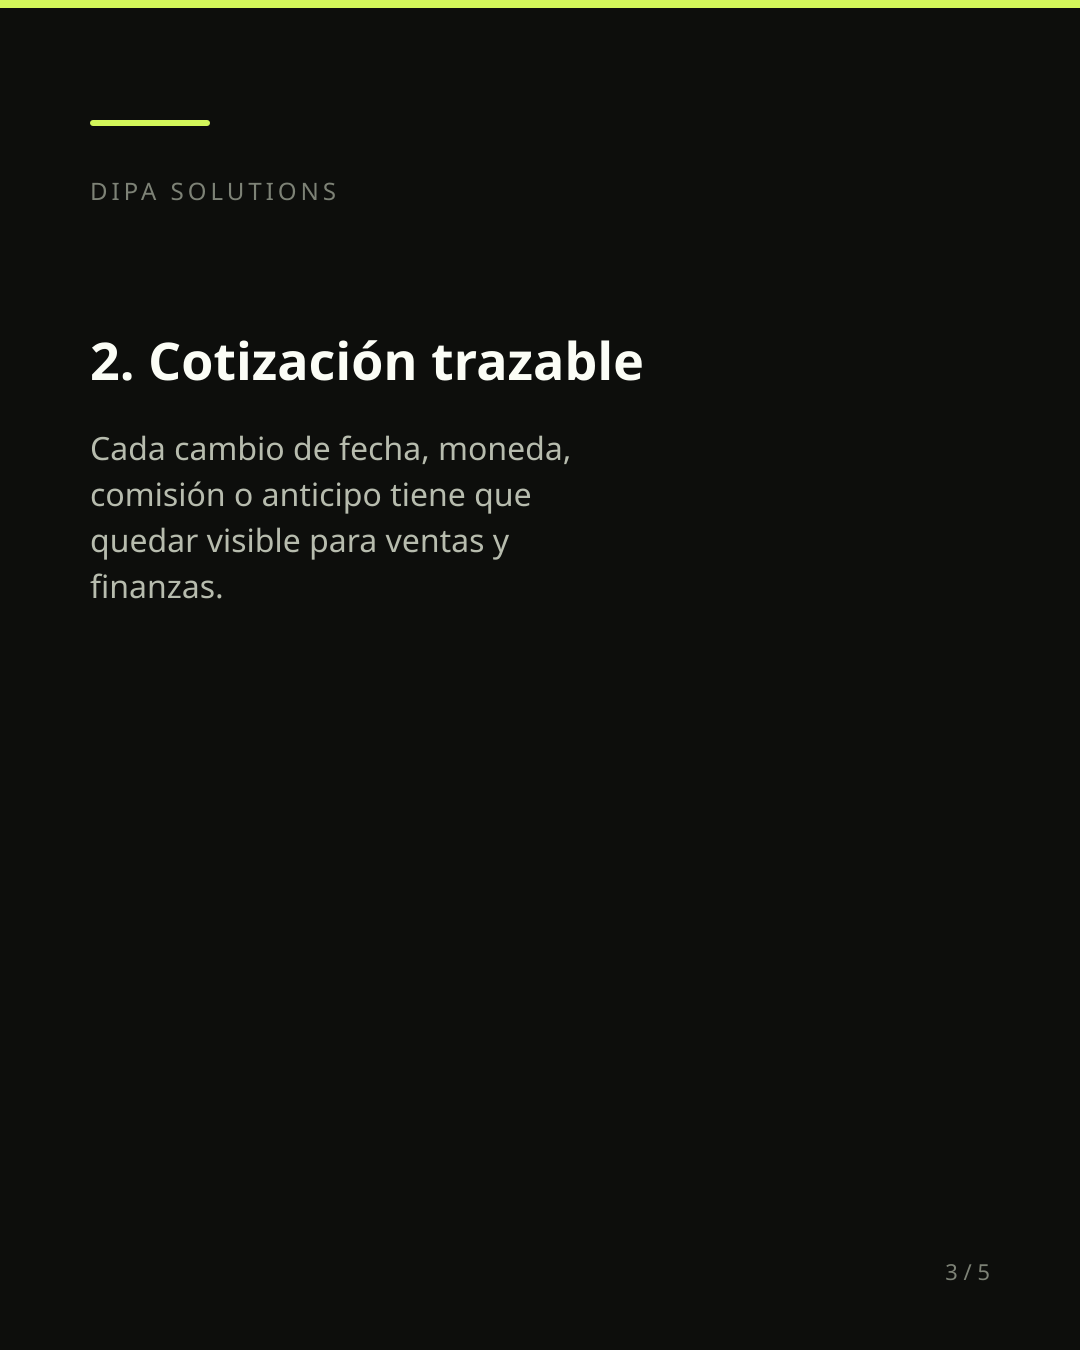 DIPA SOLUTIONS
2. Cotización trazable
Cada cambio de fecha, moneda,
comisión o anticipo tiene que
quedar visible para ventas y
finanzas.
3 / 5